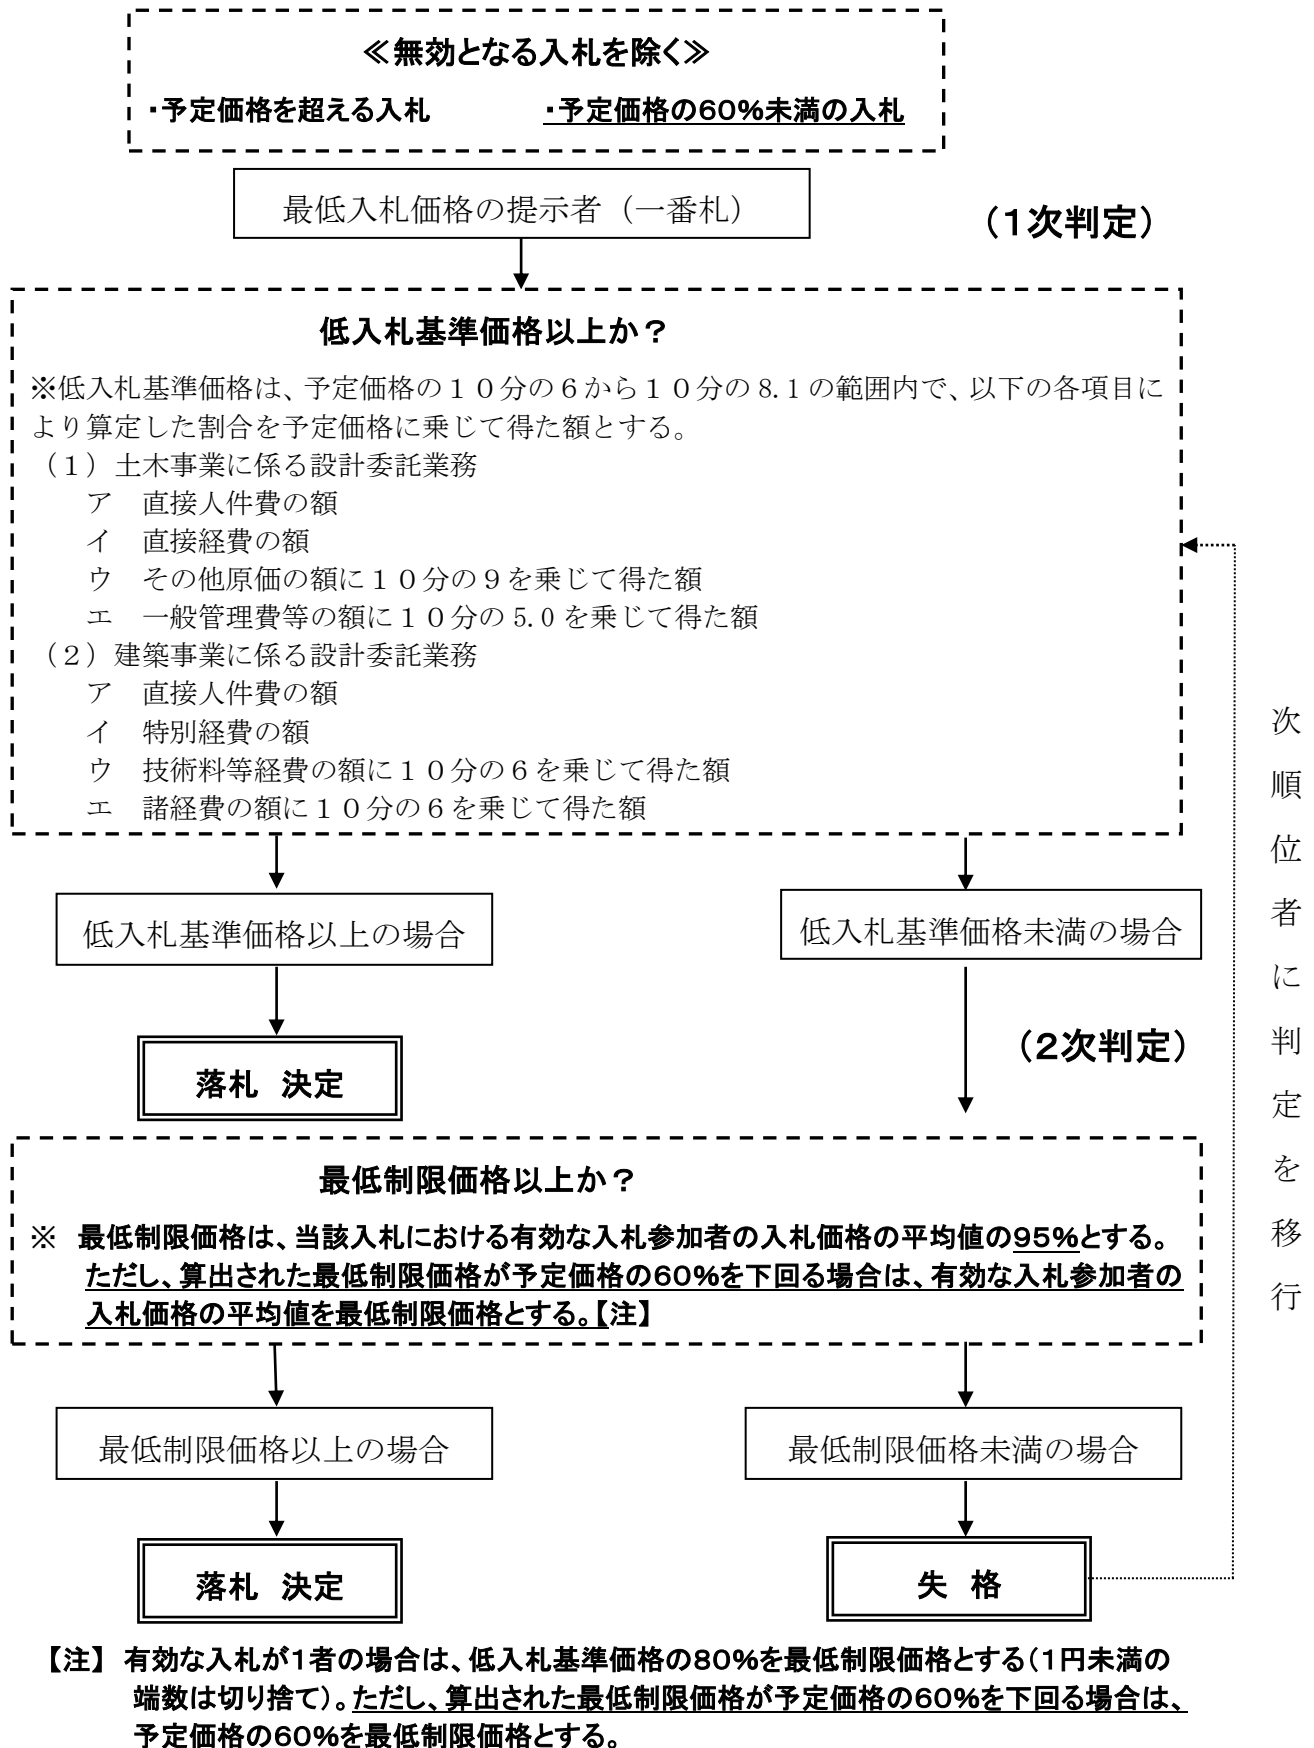 ≪無効となる入札を除く≫
・予定価格を超える入札　・予定価格の60%未満の入札
最低入札価格の提示者（一番札）
（1次判定）
低入札基準価格以上か？
※低入札基準価格は、予定価格の１０分の６から１０分の 8.1 の範囲内で、以下の各項目に
より算定した割合を予定価格に乗じて得た額とする。
（１）土木事業に係る設計委託業務
ア　直接人件費の額
イ　直接経費の額
ウ　その他原価の額に１０分の９を乗じて得た額
エ　一般管理費等の額に１０分の 5.0 を乗じて得た額
（２）建築事業に係る設計委託業務
ア　直接人件費の額
イ　特別経費の額
ウ　技術料等経費の額に１０分の６を乗じて得た額
エ　諸経費の額に１０分の６を乗じて得た額
低入札基準価格以上の場合
低入札基準価格未満の場合
落札　決定
（2次判定）
最低制限価格以上か？
※　最低制限価格は、当該入札における有効な入札参加者の入札価格の平均値の95%とする。
ただし、算出された最低制限価格が予定価格の60%を下回る場合は、有効な入札参加者の
入札価格の平均値を最低制限価格とする。【注】
最低制限価格以上の場合
最低制限価格未満の場合
落札　決定
失　格
次順位者に判定を移行
【注】 有効な入札が1者の場合は、低入札基準価格の80%を最低制限価格とする（1円未満の
端数は切り捨て）。ただし、算出された最低制限価格が予定価格の60%を下回る場合は、
予定価格の60%を最低制限価格とする。